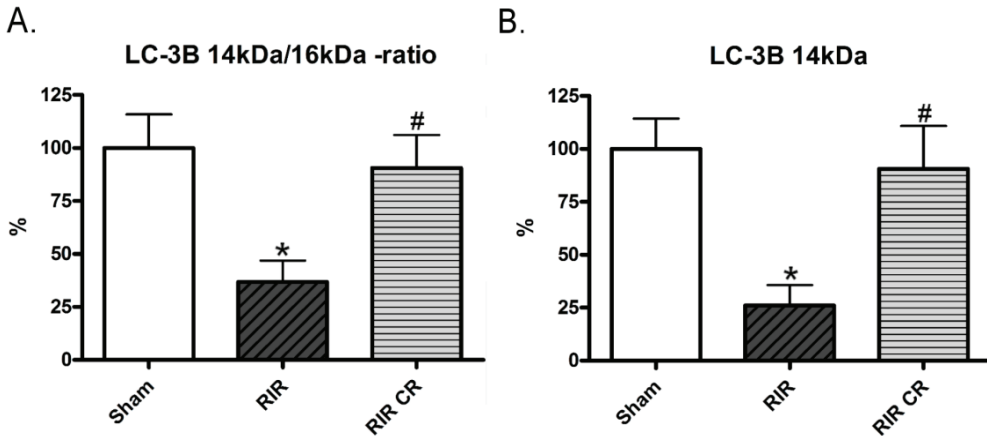 A.
LC-3B 14kDa/16kDa -ratio
125
100
75
50
25
0
%
*
#
Sham
RIR
RIR CR
B.
LC-3B 14kDa
125
100
75
50
25
0
%
*
#
Sham
RIR
RIR CR